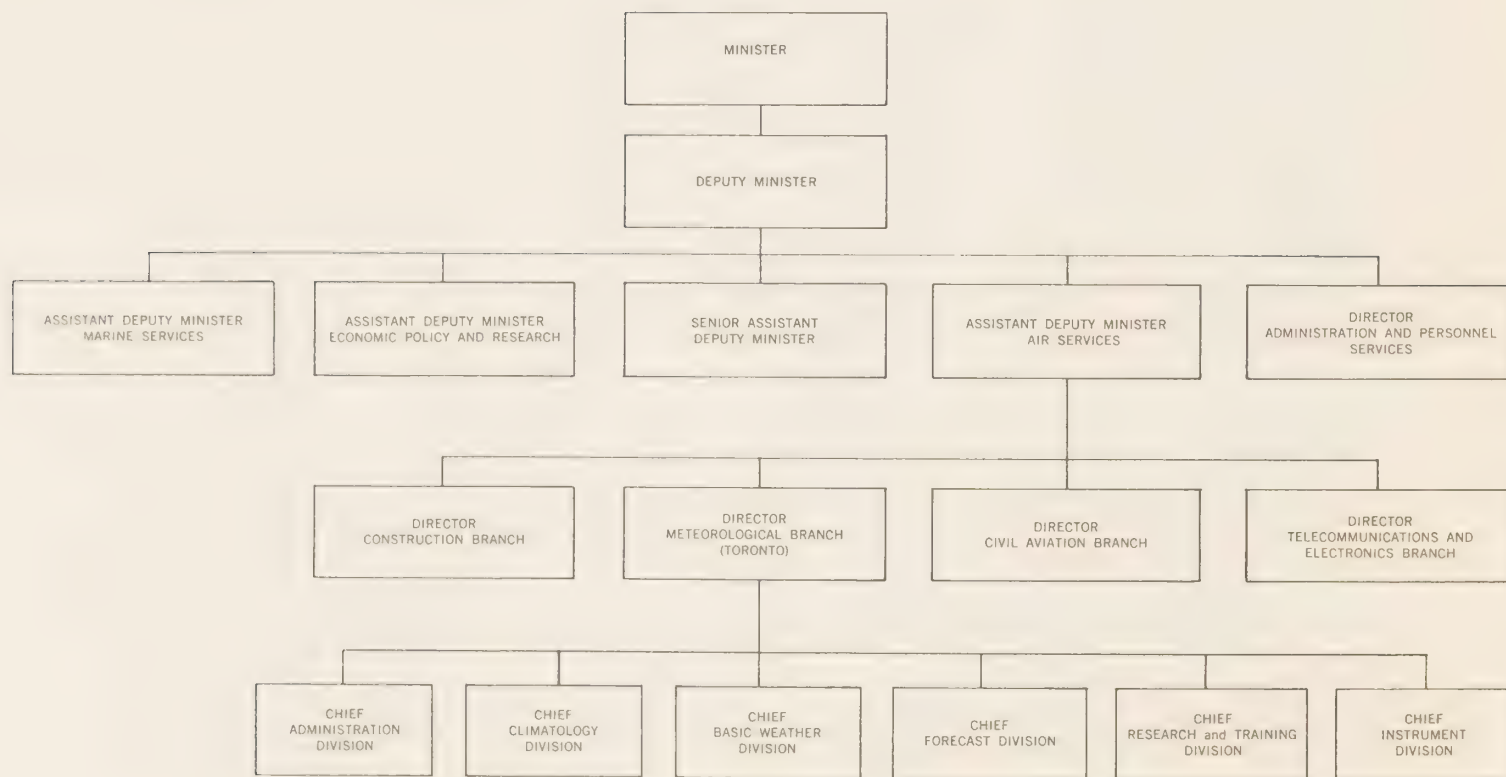 MINISTER
DEPUTY MINISTER
ASSISTANT DEPUTY MINISTER
MARINE SERVICES
ASSISTANT DEPUTY MINISTER
ECONOMIC POLICY AND RESEARCH
SENIOR ASSISTANT
DEPUTY MINISTER
ASSISTANT DEPUTY MINISTER
AIR SERVICES
DIRECTOR
ADMINISTRATION AND PERSONNEL
SERVICES
DIRECTOR
CONSTRUCTION BRANCH
DIRECTOR
METEOROLOGICAL BRANCH
(TORONTO)
DIRECTOR
CIVIL AVIATION BRANCH
DIRECTOR
TELECOMMUNICATIONS AND
ELECTRONICS BRANCH
CHIEF
ADMINISTRATION
DIVISION
CHIEF
CLIMATOLOGY
DIVISION
CHIEF
BASIC WEATHER
DIVISION
CHIEF
FORECAST DIVISION
CHIEF
RESEARCH and TRAINING
DIVISION
CHIEF
INSTRUMENT
DIVISION